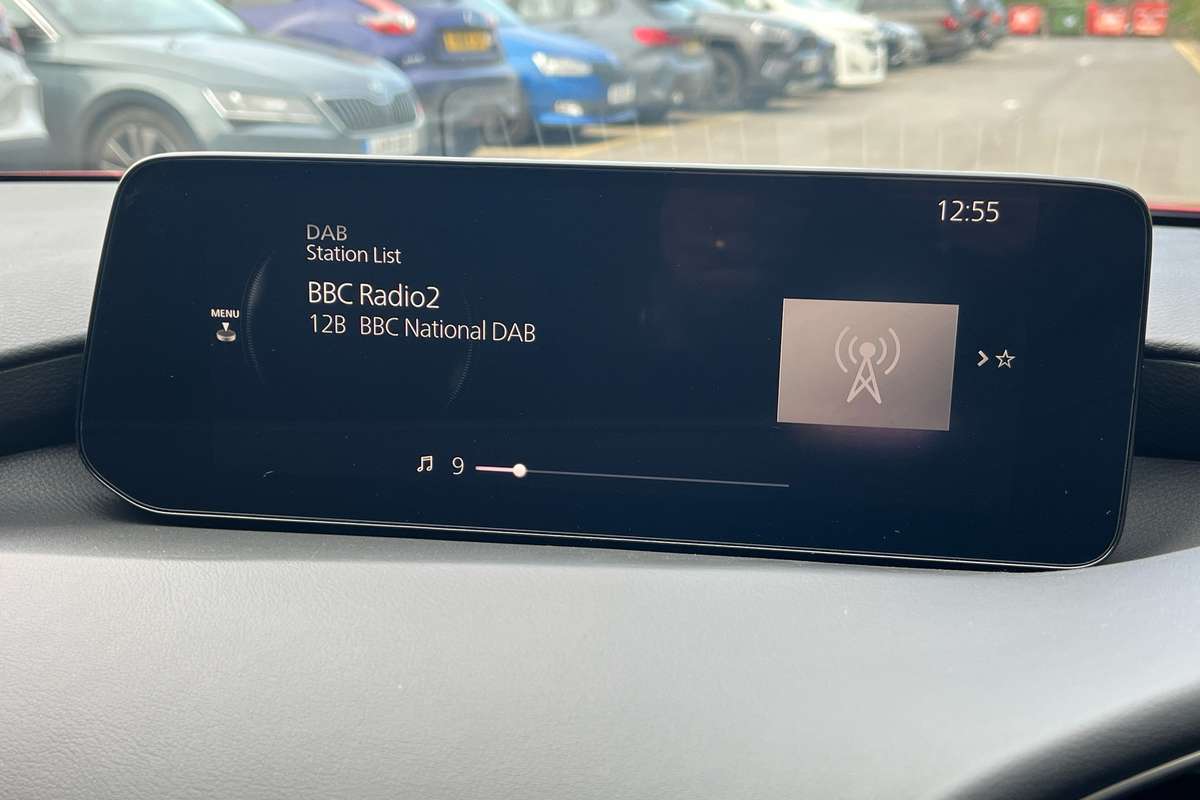 12:55
DAB
Station List
BBC Radio2
12B BBC National DAB
MENU
9